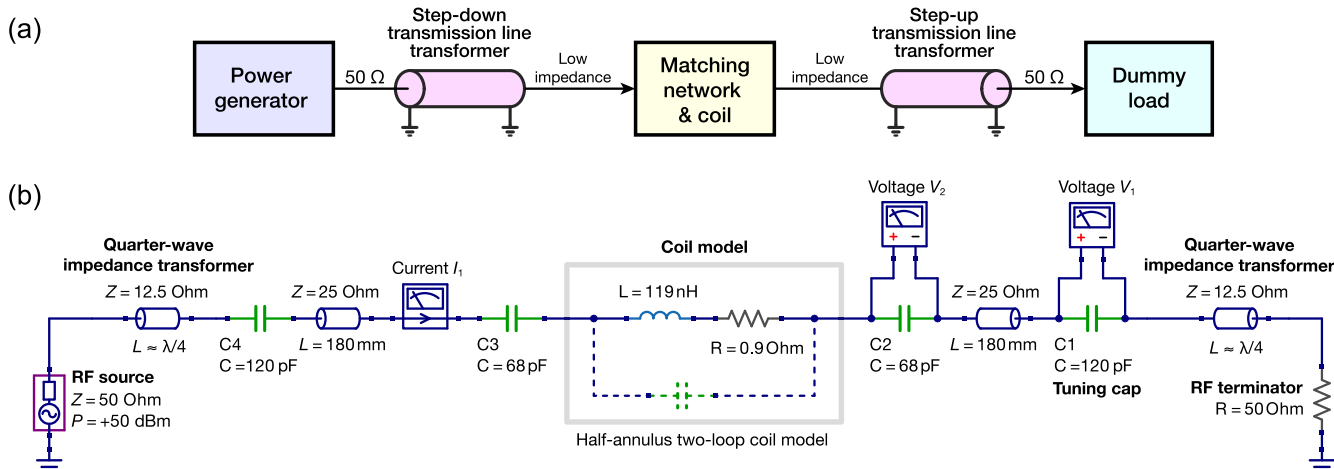 (a)
Power
generator
50 Ω
Step-down
transmission line
transformer
Low
impedance
Matching
network
& coil
Low
impedance
Step-up
transmission line
transformer
50 Ω
Dummy
load
(b)
Quarter-wave
impedance transformer
Z = 12.5 Ohm
L ≈ λ/4
RF source
Z = 50 Ohm
P = +50 dBm
C4
C = 120 pF
Z = 25 Ohm
L = 180 mm
Current I1
C3
C = 68 pF
Coil model
L = 119 nH
R = 0.9 Ohm
Half-annulus two-loop coil model
Voltage V2
+ −
C2
C = 68 pF
Z = 25 Ohm
L = 180 mm
Voltage V1
+ −
C1
C = 120 pF
Tuning cap
Quarter-wave
impedance transformer
Z = 12.5 Ohm
L ≈ λ/4
RF terminator
R = 50 Ohm